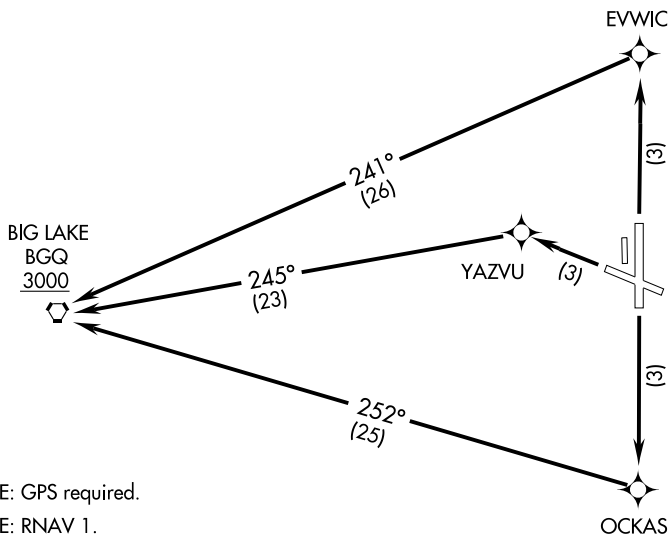 EVWIC
(3)
241°
(26)
BIG LAKE
BGQ
3000
YAZVU
(3)
245°
(23)
(3)
252°
(25)
E: GPS required.
E: RNAV 1.
OCKAS